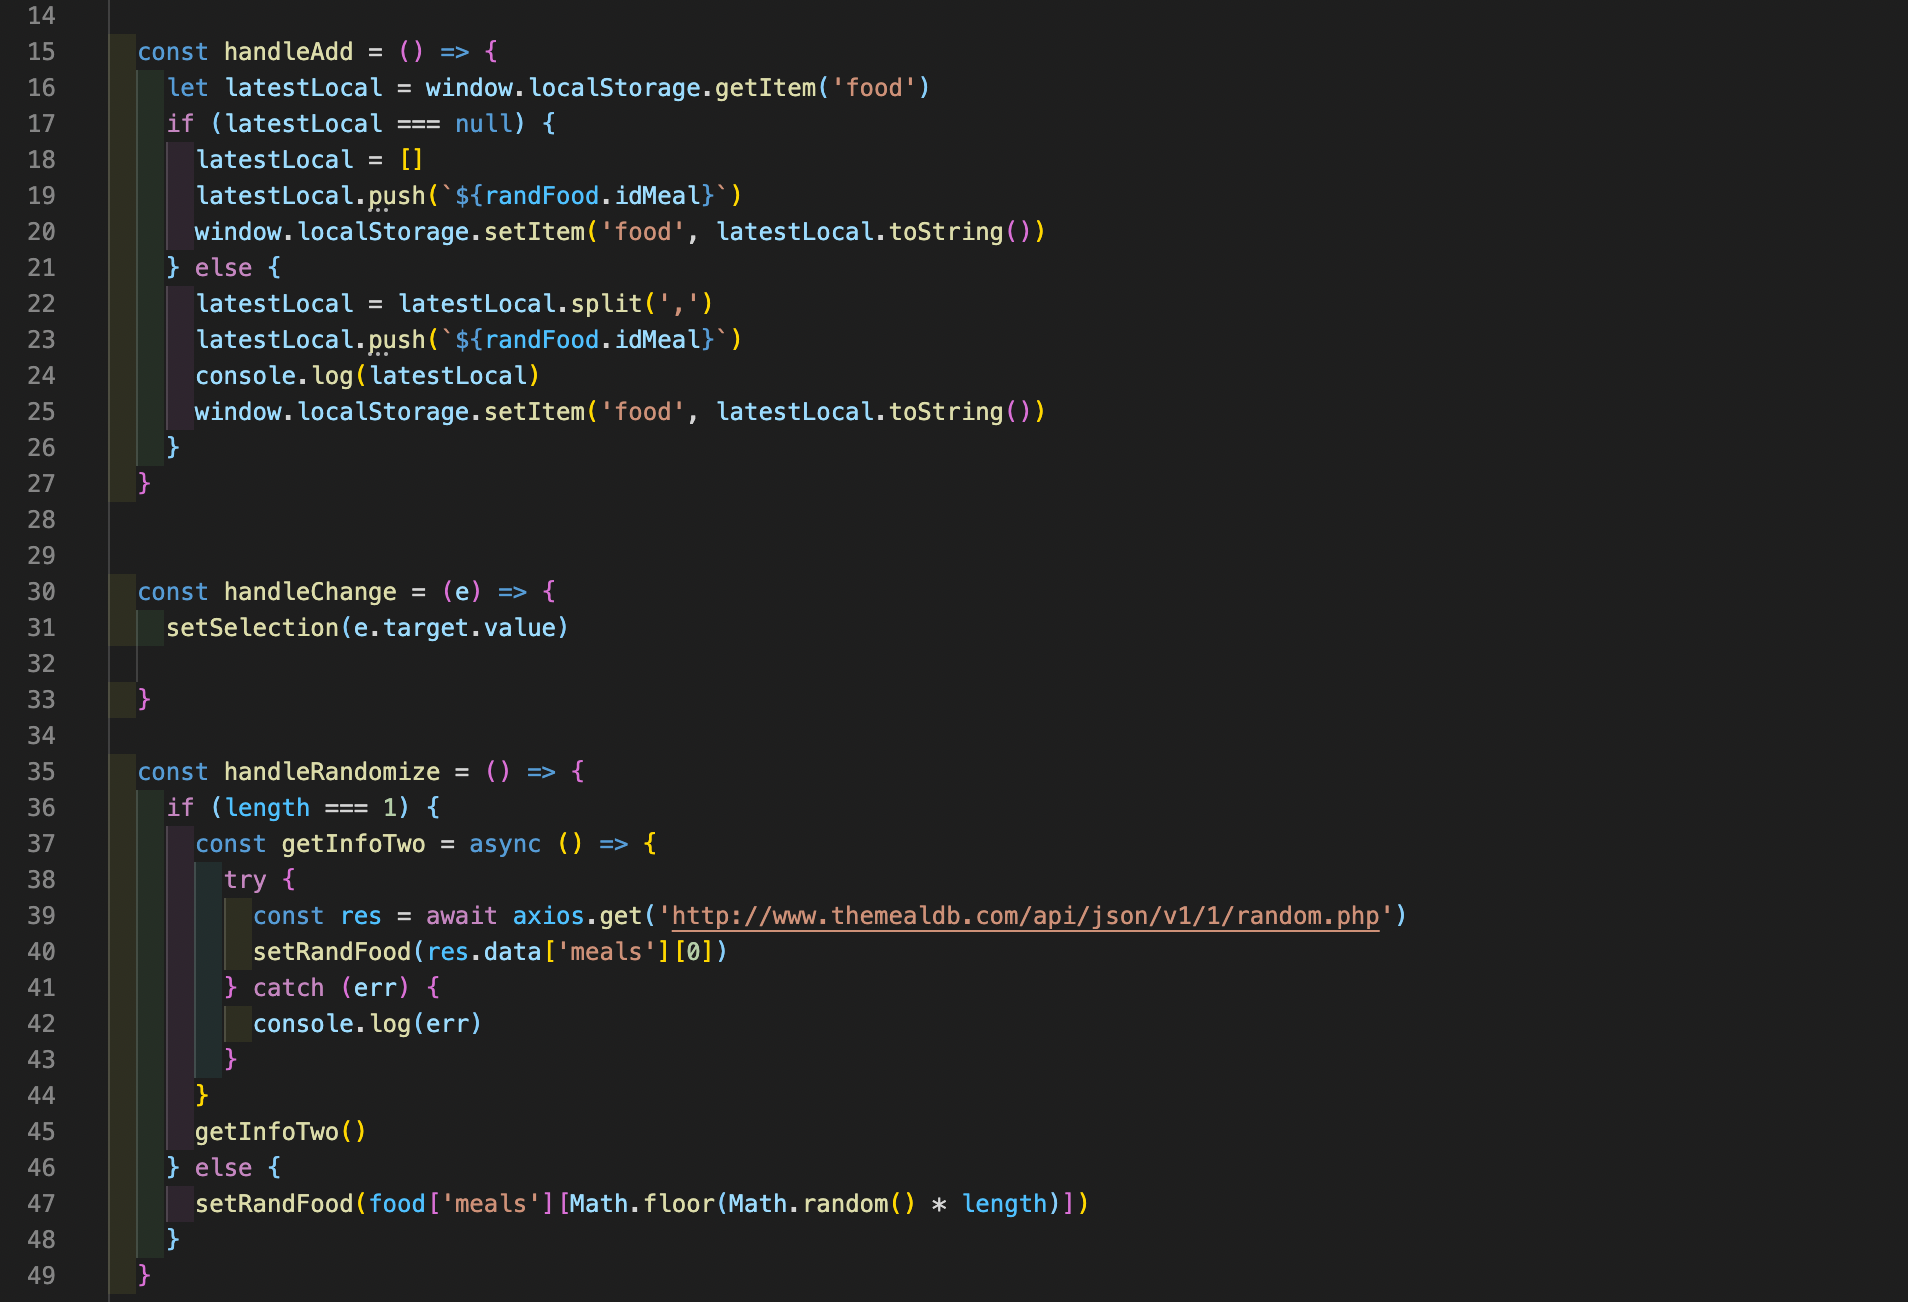 14
15 const handleAdd = () => {
16 let latestLocal = window.localStorage.getItem('food')
17 if (latestLocal === null) {
18 latestLocal = []
19 latestLocal.push(`${randFood.idMeal}`)
20 window.localStorage.setItem('food', latestLocal.toString())
21 } else {
22 latestLocal = latestLocal.split(',')
23 latestLocal.push(`${randFood.idMeal}`)
24 console.log(latestLocal)
25 window.localStorage.setItem('food', latestLocal.toString())
26 }
27 }
28
29
30 const handleChange = (e) => {
31 setSelection(e.target.value)
32
33 }
34
35 const handleRandomize = () => {
36 if (length === 1) {
37 const getInfoTwo = async () => {
38 try {
39 const res = await axios.get('http://www.themealdb.com/api/json/v1/1/random.php')
40 setRandFood(res.data['meals'][0])
41 } catch (err) {
42 console.log(err)
43 }
44 }
45 getInfoTwo()
46 } else {
47 setRandFood(food['meals'][Math.floor(Math.random() * length)])
48 }
49 }